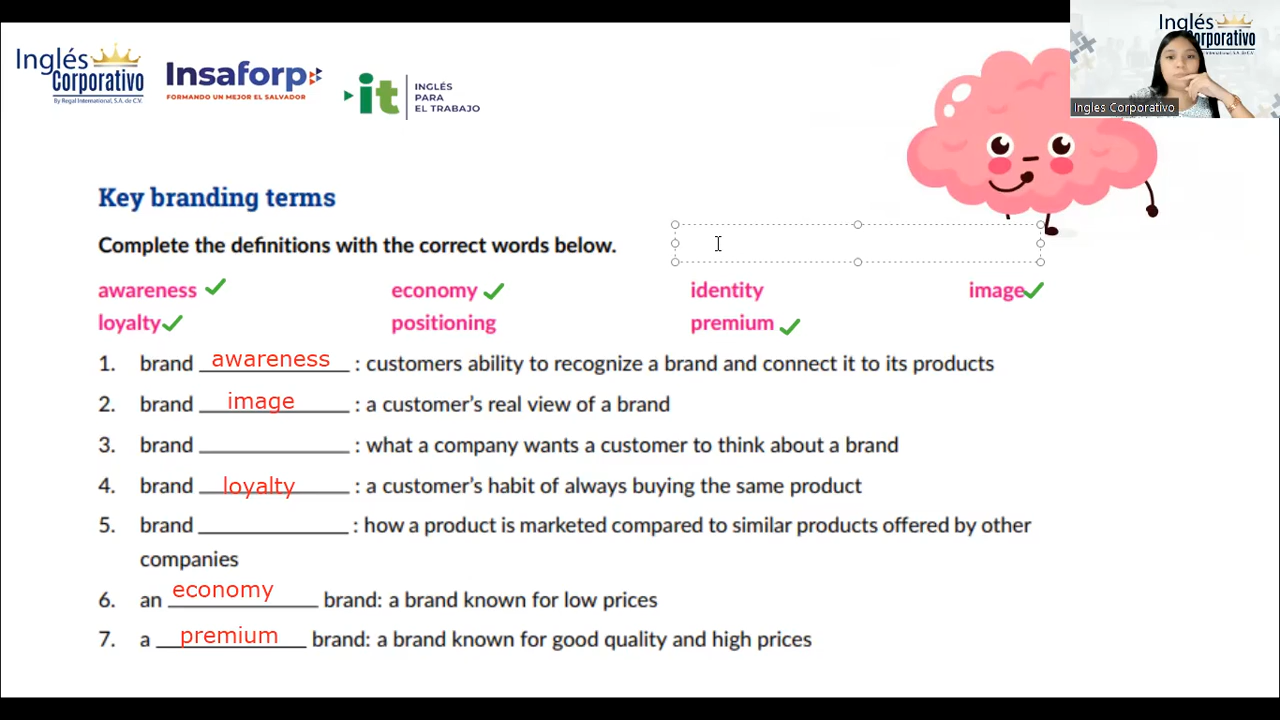 Inglés
Corporativo
By Regal International, S.A. de C.V.
Insaforp
FORMANDO UN MEJOR EL SALVADOR
it
INGLÉS
PARA
EL TRABAJO
Inglés
Corporativo
Ingles Corporativo
Key branding terms
Complete the definitions with the correct words below.
awareness economy identity image
loyalty positioning premium
1. brand awareness : customers ability to recognize a brand and connect it to its products
2. brand image : a customer’s real view of a brand
3. brand ______________ : what a company wants a customer to think about a brand
4. brand loyalty : a customer’s habit of always buying the same product
5. brand ______________ : how a product is marketed compared to similar products offered by other
companies
6. an economy brand: a brand known for low prices
7. a premium brand: a brand known for good quality and high prices